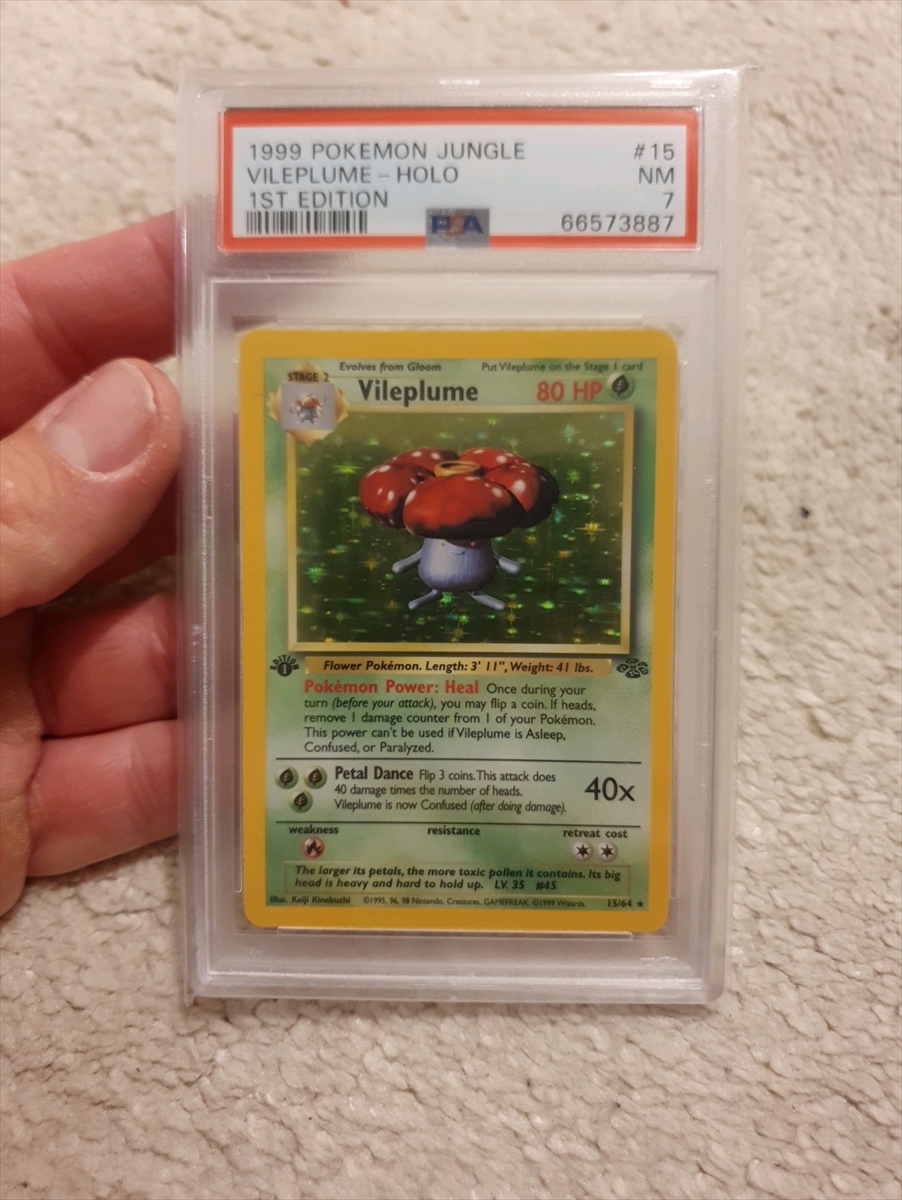 1999 POKEMON JUNGLE #15
VILEPLUME - HOLO NM
1ST EDITION 7
PSA 66573887
Evolves from Gloom Put Vileplume on the Stage 1 card
STAGE 2
Vileplume 80 HP
EDITION 1
Flower Pokémon. Length: 3' 11", Weight: 41 lbs.
Pokémon Power: Heal Once during your
turn (before your attack), you may flip a coin. If heads,
remove 1 damage counter from 1 of your Pokémon.
This power can't be used if Vileplume is Asleep,
Confused, or Paralyzed.
Petal Dance Flip 3 coins. This attack does
40 damage times the number of heads.
Vileplume is now Confused (after doing damage).
40x
weakness resistance retreat cost
The larger its petals, the more toxic pollen it contains. Its big
head is heavy and hard to hold up. LV. 35 #45
Illus. Keiji Kinebuchi ©1995, 96, 98 Nintendo, Creatures, GAMEFREAK. ©1999 Wizards. 15/64 ★